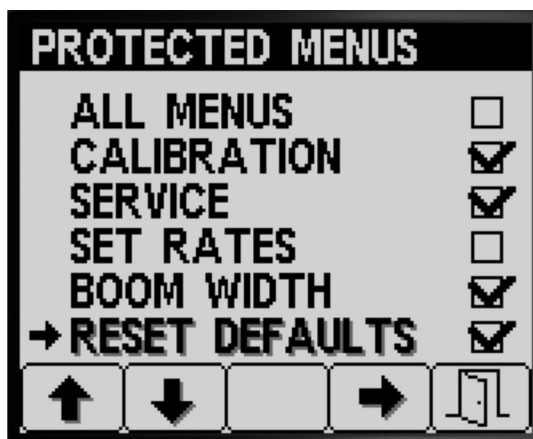 PROTECTED MENUS
ALL MENUS
CALIBRATION
SERVICE
SET RATES
BOOM WIDTH
RESET DEFAULTS